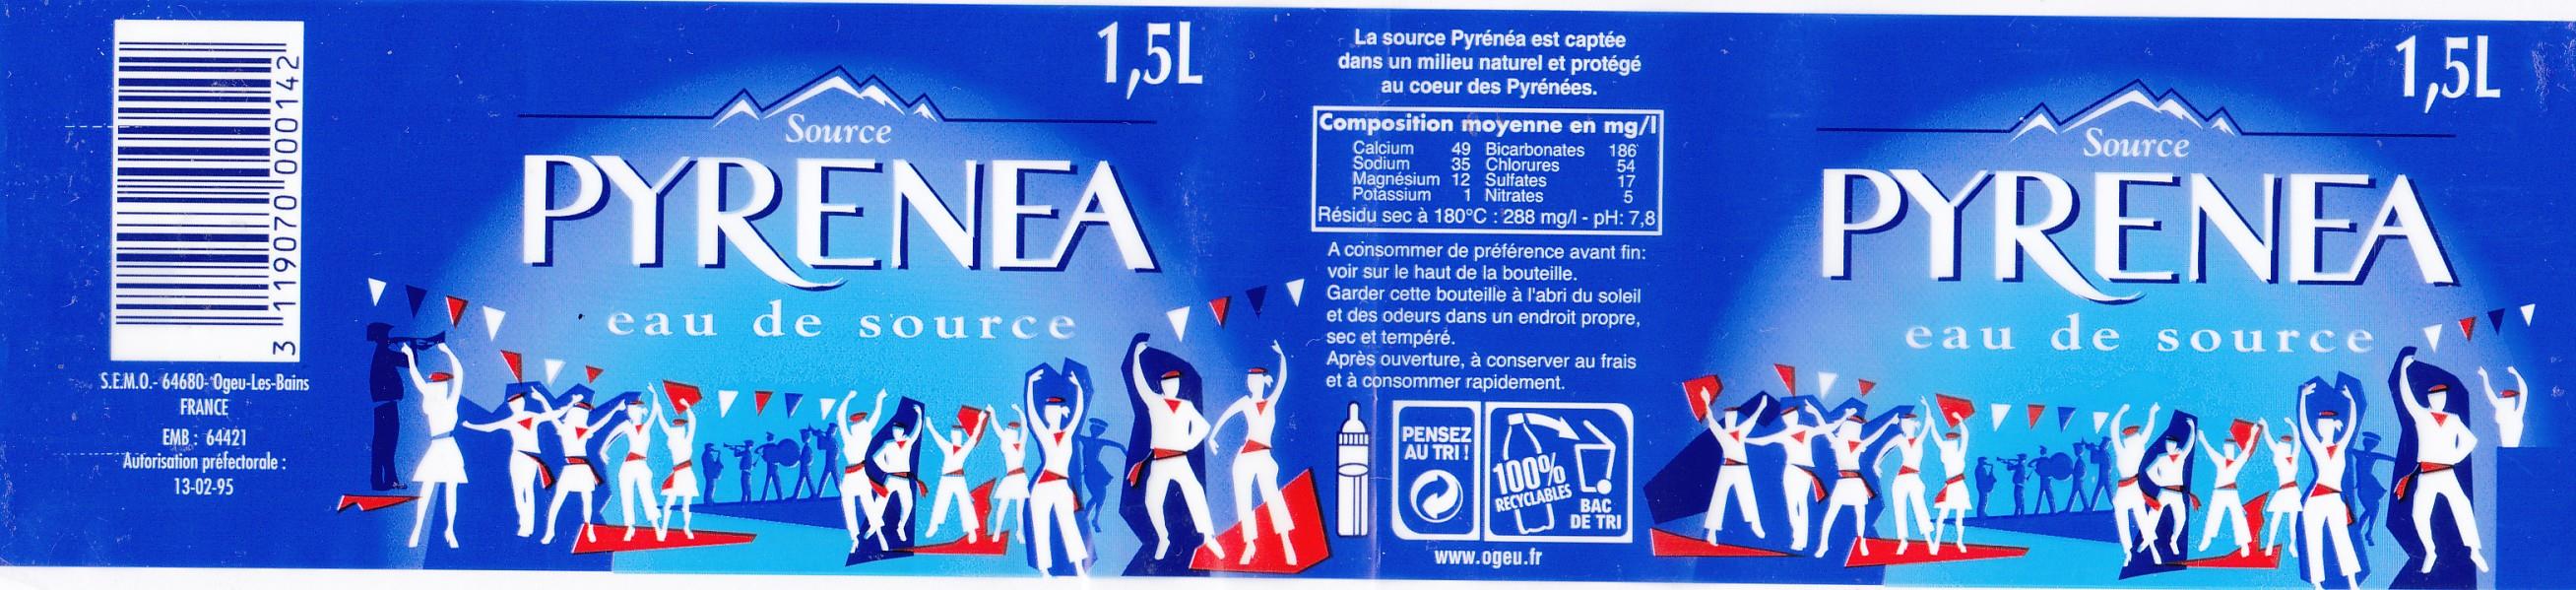 3 119070 000142
S.E.M.O.- 64680- Ogeu-Les-Bains
FRANCE
EMB : 64421
Autorisation préfectorale :
13-02-95
1,5L
Source
PYRENEA
eau de source
La source Pyrénéa est captée
dans un milieu naturel et protégé
au coeur des Pyrénées.
Composition moyenne en mg/l
Calcium 49 Bicarbonates 186
Sodium 35 Chlorures 54
Magnésium 12 Sulfates 17
Potassium 1 Nitrates 5
Résidu sec à 180°C : 288 mg/l - pH: 7,8
A consommer de préférence avant fin:
voir sur le haut de la bouteille.
Garder cette bouteille à l'abri du soleil
et des odeurs dans un endroit propre,
sec et tempéré.
Après ouverture, à conserver au frais
et à consommer rapidement.
PENSEZ
AU TRI !
100%
RECYCLABLES
BAC
DE TRI
www.ogeu.fr
1,5L
Source
PYRENEA
eau de source